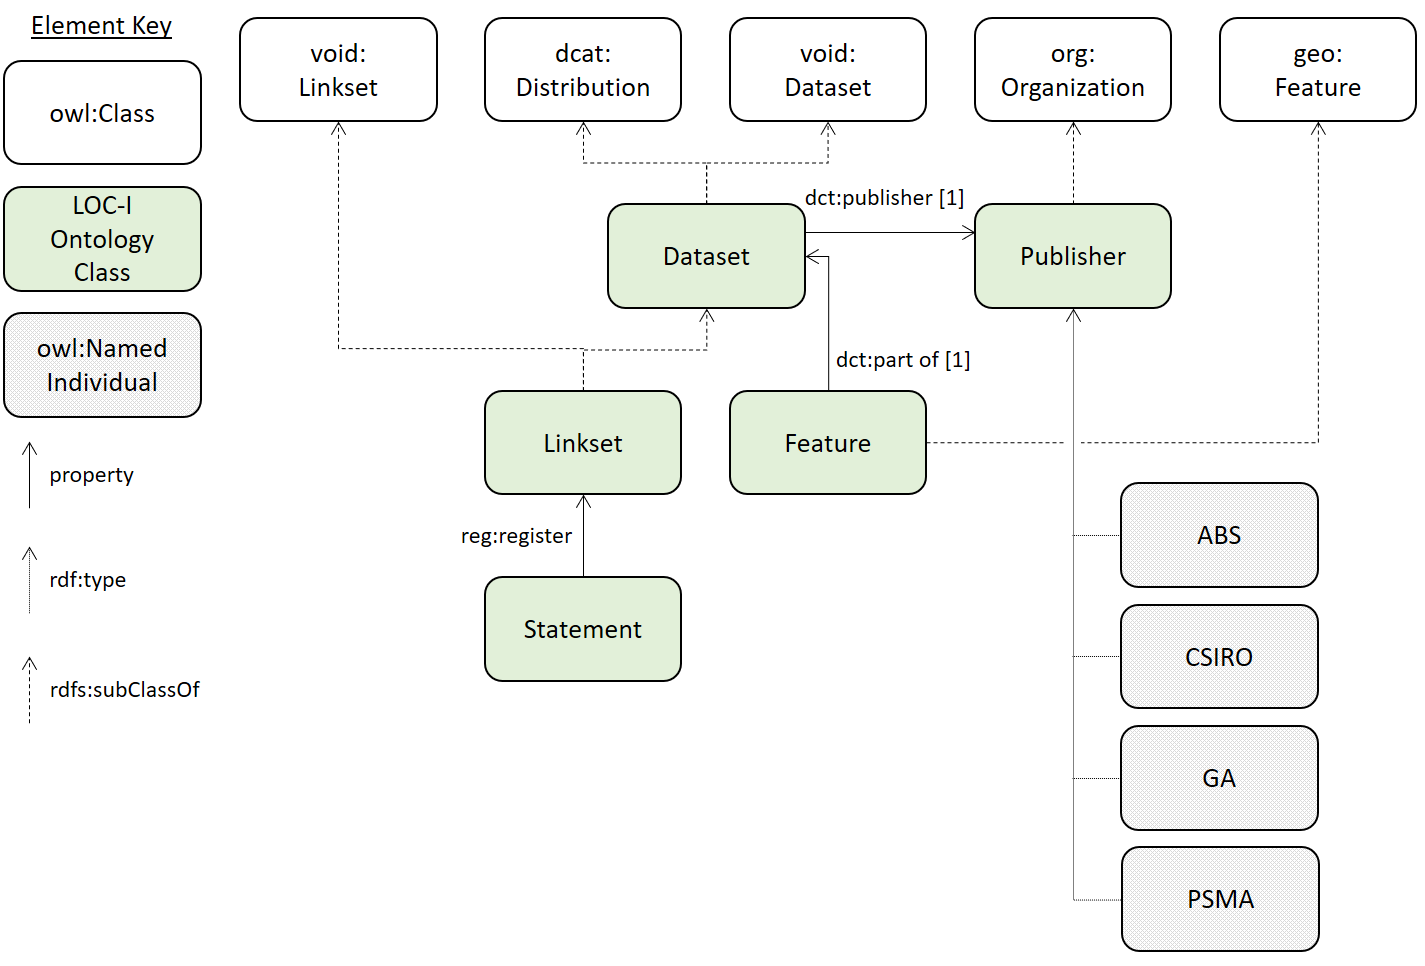 Element Key
owl:Class
LOC-I
Ontology
Class
owl:Named
Individual
property
rdf:type
rdfs:subClassOf
void:
Linkset
dcat:
Distribution
void:
Dataset
org:
Organization
geo:
Feature
dct:publisher [1]
Dataset
Publisher
dct:part of [1]
Linkset
Feature
reg:register
Statement
ABS
CSIRO
GA
PSMA